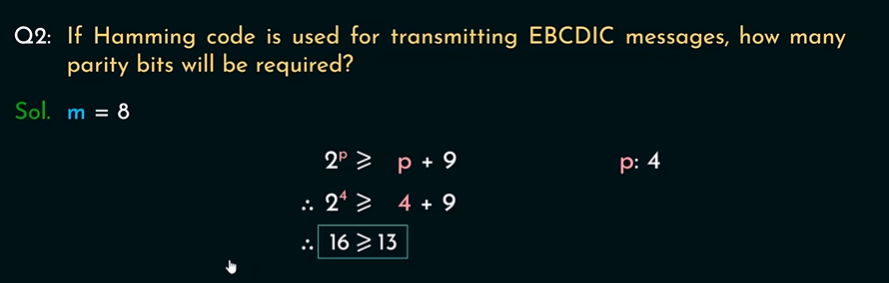 Q2: If Hamming code is used for transmitting EBCDIC messages, how many
parity bits will be required?
Sol. m = 8
2ᵖ ⩾ p + 9 p: 4
∴ 2⁴ ⩾ 4 + 9
∴ 16 ⩾ 13